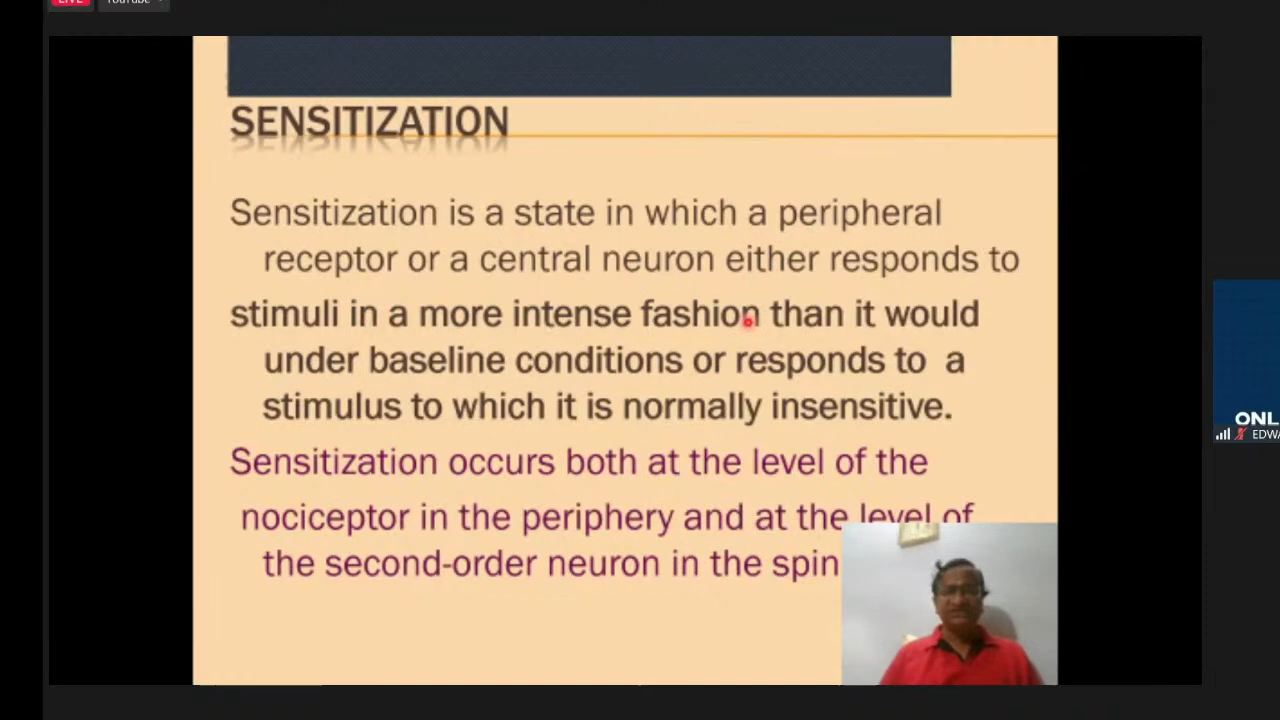 LIVE
YouTube
SENSITIZATION
Sensitization is a state in which a peripheral
receptor or a central neuron either responds to
stimuli in a more intense fashion than it would
under baseline conditions or responds to a
stimulus to which it is normally insensitive.
Sensitization occurs both at the level of the
nociceptor in the periphery and at the level of
the second-order neuron in the spin
ONL
EDWA